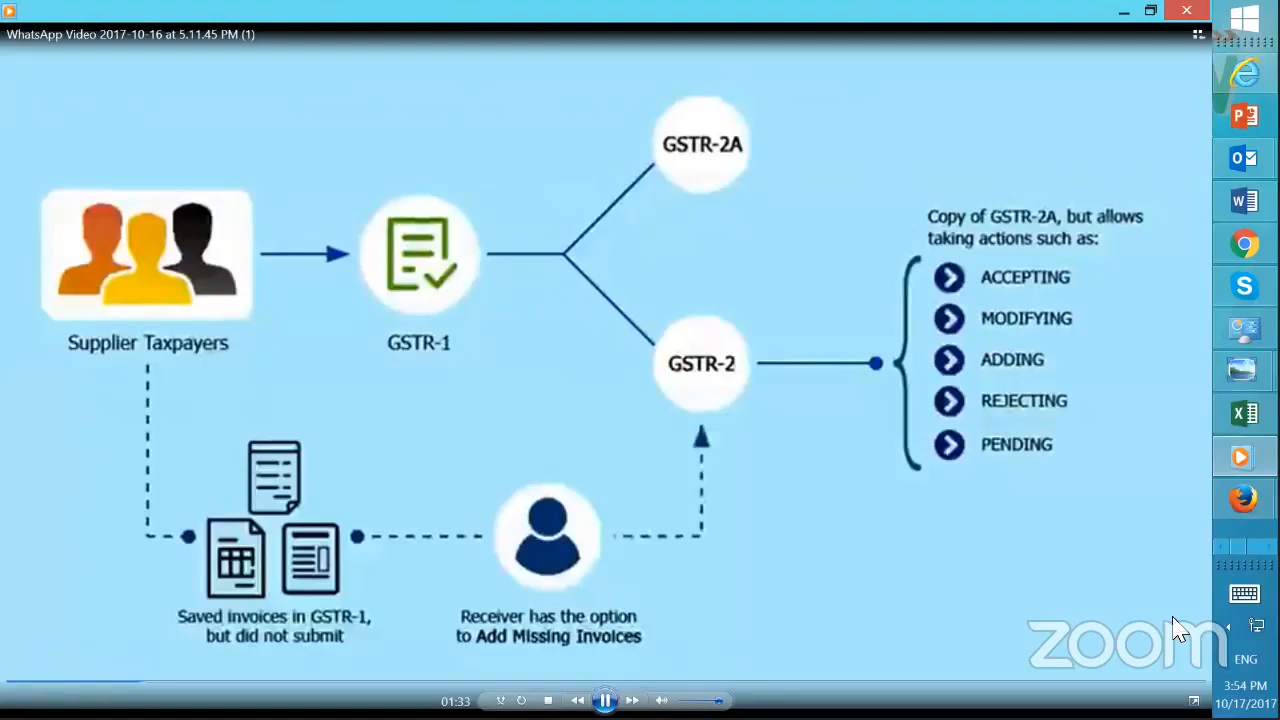 WhatsApp Video 2017-10-16 at 5.11.45 PM (1)
GSTR-2A
Supplier Taxpayers
GSTR-1
GSTR-2
Copy of GSTR-2A, but allows
taking actions such as:
ACCEPTING
MODIFYING
ADDING
REJECTING
PENDING
Saved invoices in GSTR-1,
but did not submit
Receiver has the option
to Add Missing Invoices
zoom
01:33
ENG
3:54 PM
10/17/2017